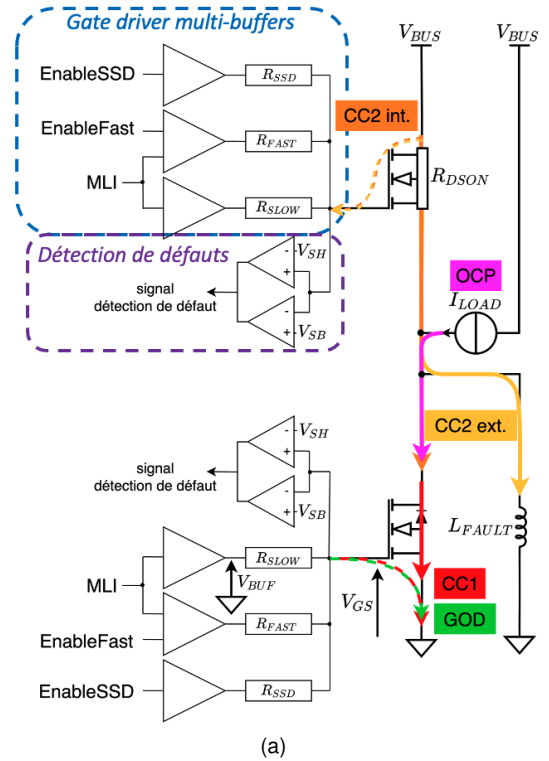 Gate driver multi-buffers
V_BUS
V_BUS
EnableSSD
R_SSD
EnableFast
R_FAST
CC2 int.
MLI
R_SLOW
R_DSON
Détection de défauts
- V_SH
+
signal
détection de défaut
-
+ V_SB
OCP
I_LOAD
CC2 ext.
- V_SH
+
signal
détection de défaut
-
+ V_SB
L_FAULT
MLI
R_SLOW
V_BUF
V_GS
CC1
GOD
EnableFast
R_FAST
EnableSSD
R_SSD
(a)